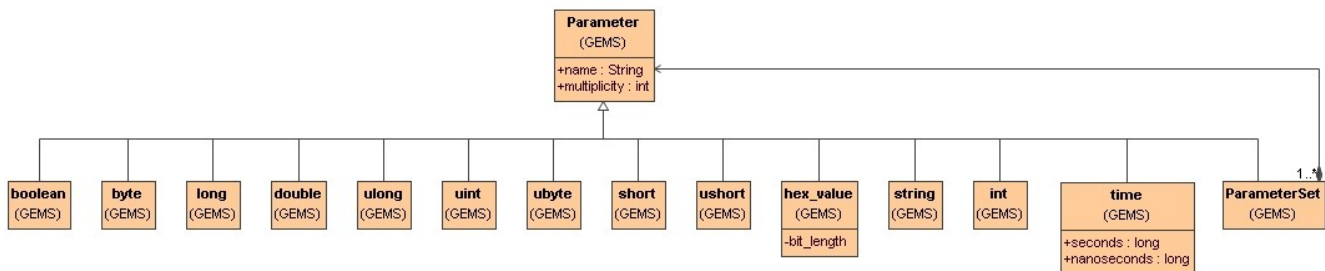 Parameter
(GEMS)
+name : String
+multiplicity : int
1..*
boolean
(GEMS)
byte
(GEMS)
long
(GEMS)
double
(GEMS)
ulong
(GEMS)
uint
(GEMS)
ubyte
(GEMS)
short
(GEMS)
ushort
(GEMS)
hex_value
(GEMS)
-bit_length
string
(GEMS)
int
(GEMS)
time
(GEMS)
+seconds : long
+nanoseconds : long
ParameterSet
(GEMS)